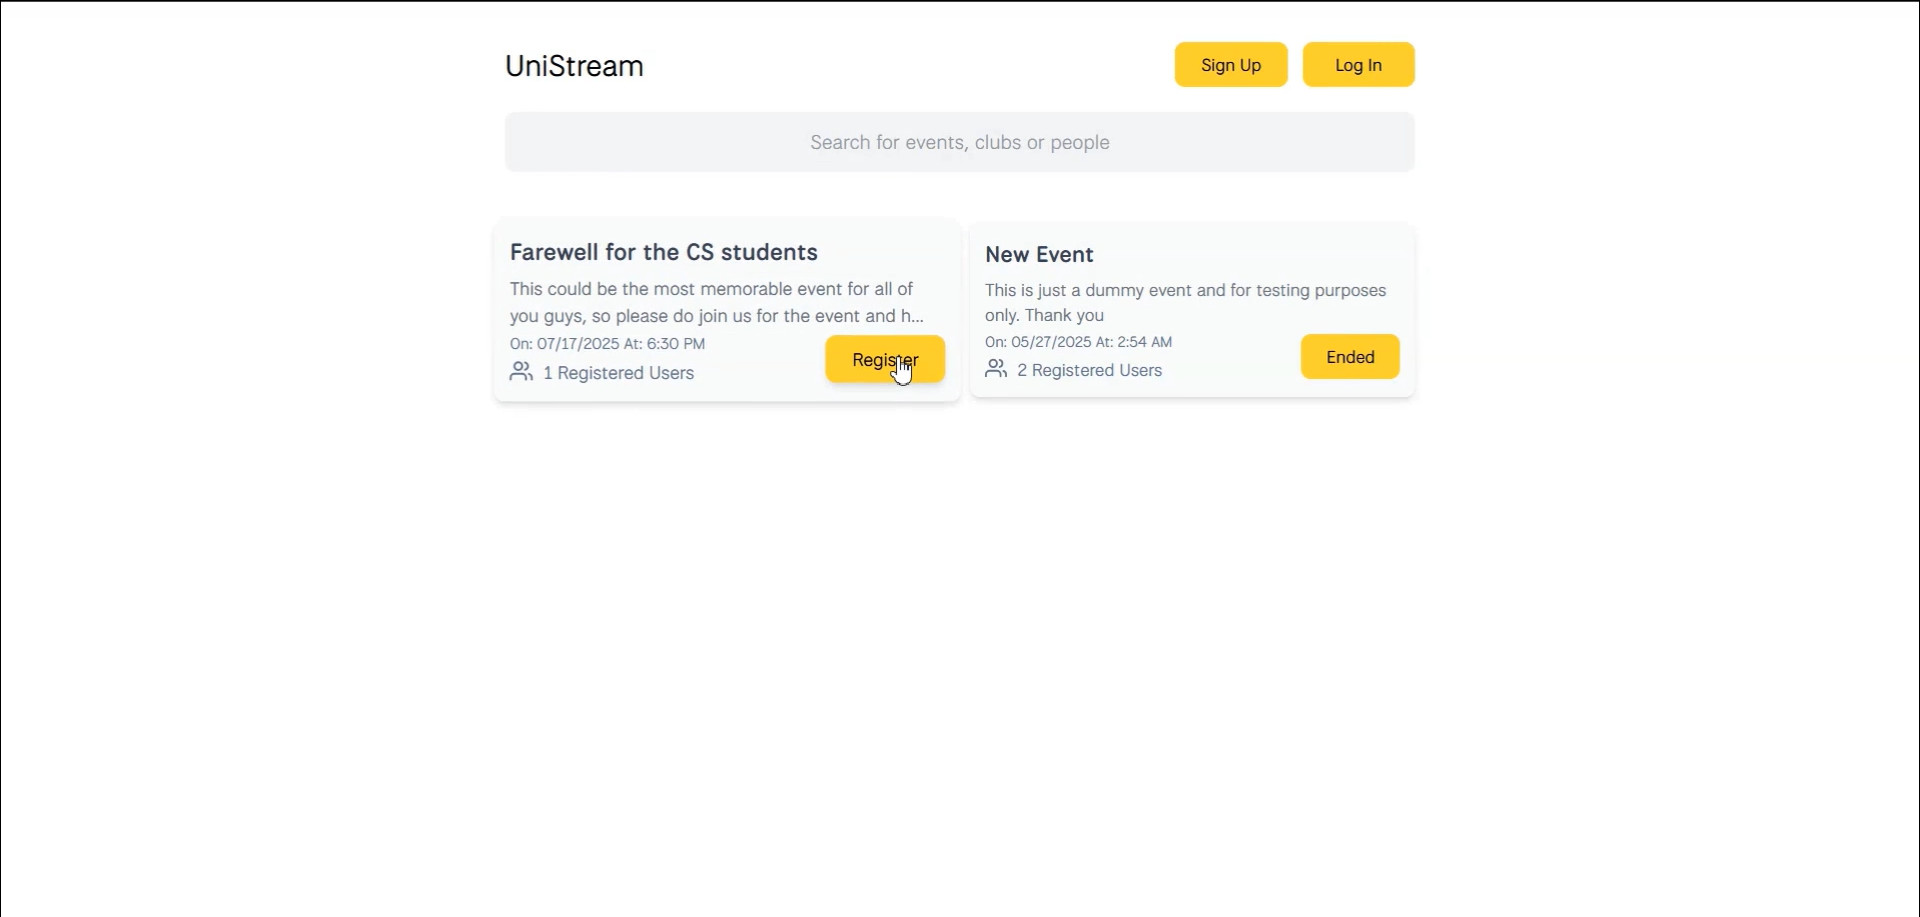 UniStream
Sign Up
Log In
Search for events, clubs or people
Farewell for the CS students
This could be the most memorable event for all of
you guys, so please do join us for the event and h...
On: 07/17/2025 At: 6:30 PM
1 Registered Users
Register
New Event
This is just a dummy event and for testing purposes
only. Thank you
On: 05/27/2025 At: 2:54 AM
2 Registered Users
Ended